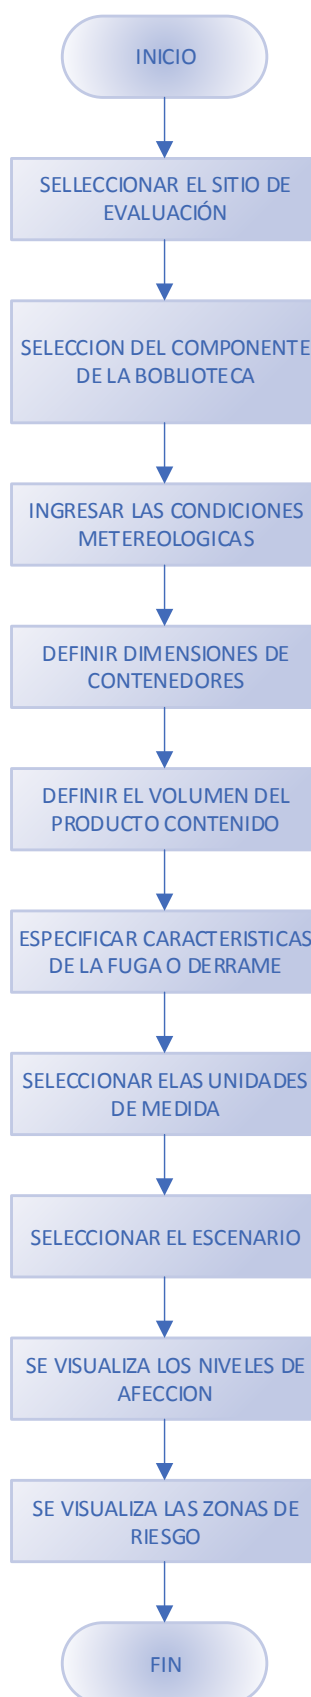 INICIO
SELLECCIONAR EL SITIO DE
EVALUACIÓN
SELECCION DEL COMPONENTE
DE LA BOBLIOTECA
INGRESAR LAS CONDICIONES
METEREOLOGICAS
DEFINIR DIMENSIONES DE
CONTENEDORES
DEFINIR EL VOLUMEN DEL
PRODUCTO CONTENIDO
ESPECIFICAR CARACTERISTICAS
DE LA FUGA O DERRAME
SELECCIONAR ELAS UNIDADES
DE MEDIDA
SELECCIONAR EL ESCENARIO
SE VISUALIZA LOS NIVELES DE
AFECCION
SE VISUALIZA LAS ZONAS DE
RIESGO
FIN